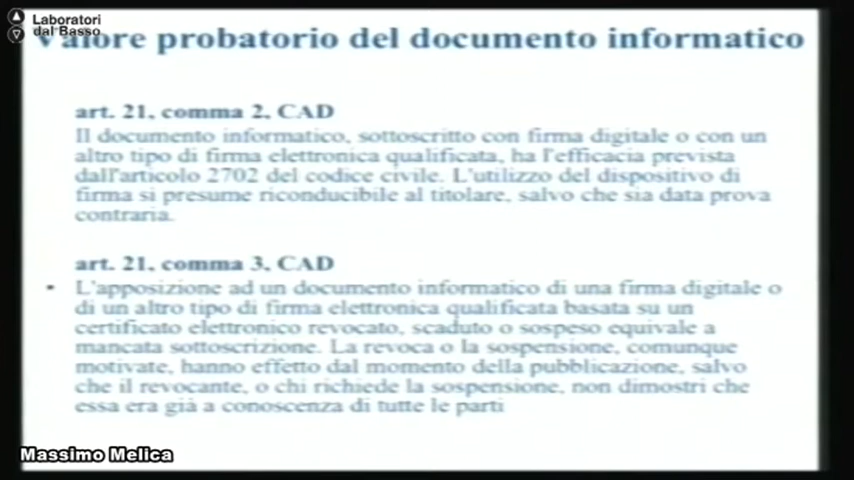 Laboratori
dal Basso
Valore probatorio del documento informatico
art. 21, comma 2, CAD
Il documento informatico, sottoscritto con firma digitale o con un
altro tipo di firma elettronica qualificata, ha l'efficacia prevista
dall'articolo 2702 del codice civile. L'utilizzo del dispositivo di
firma si presume riconducibile al titolare, salvo che sia data prova
contraria.
art. 21, comma 3, CAD
• L'apposizione ad un documento informatico di una firma digitale o
di un altro tipo di firma elettronica qualificata basata su un
certificato elettronico revocato, scaduto o sospeso equivale a
mancata sottoscrizione. La revoca o la sospensione, comunque
motivate, hanno effetto dal momento della pubblicazione, salvo
che il revocante, o chi richiede la sospensione, non dimostri che
essa era già a conoscenza di tutte le parti
Massimo Melica